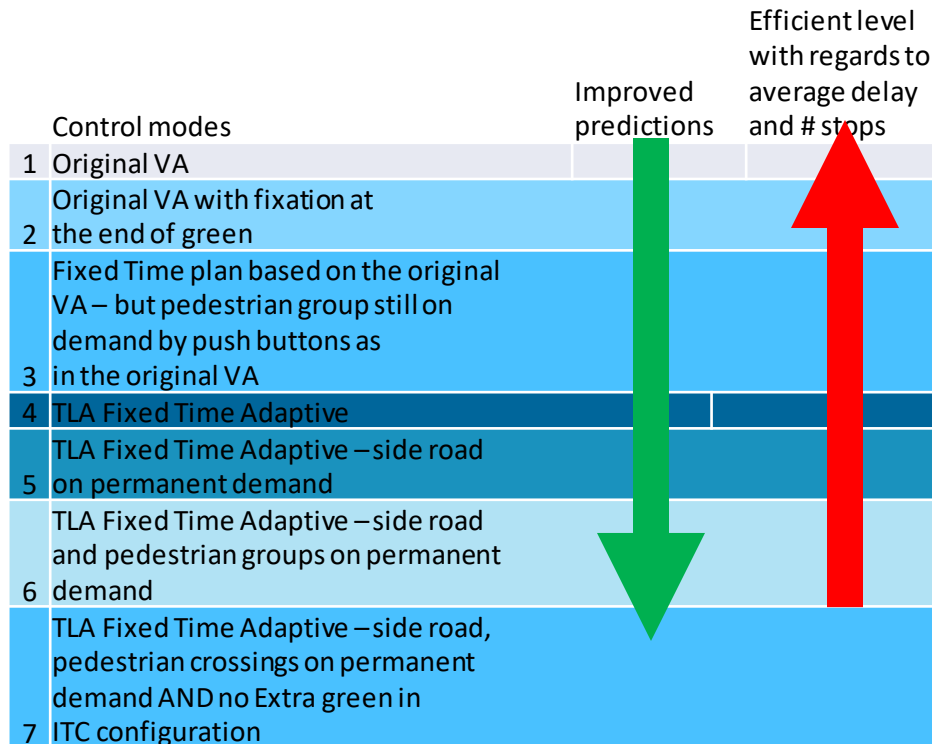 Efficient level
with regards to
average delay
and # stops
Improved
predictions
Control modes
1 Original VA
Original VA with fixation at
2 the end of green
Fixed Time plan based on the original
VA – but pedestrian group still on
demand by push buttons as
3 in the original VA
4 TLA Fixed Time Adaptive
TLA Fixed Time Adaptive – side road
5 on permanent demand
TLA Fixed Time Adaptive – side road
and pedestrian groups on permanent
6 demand
TLA Fixed Time Adaptive – side road,
pedestrian crossings on permanent
demand AND no Extra green in
7 ITC configuration